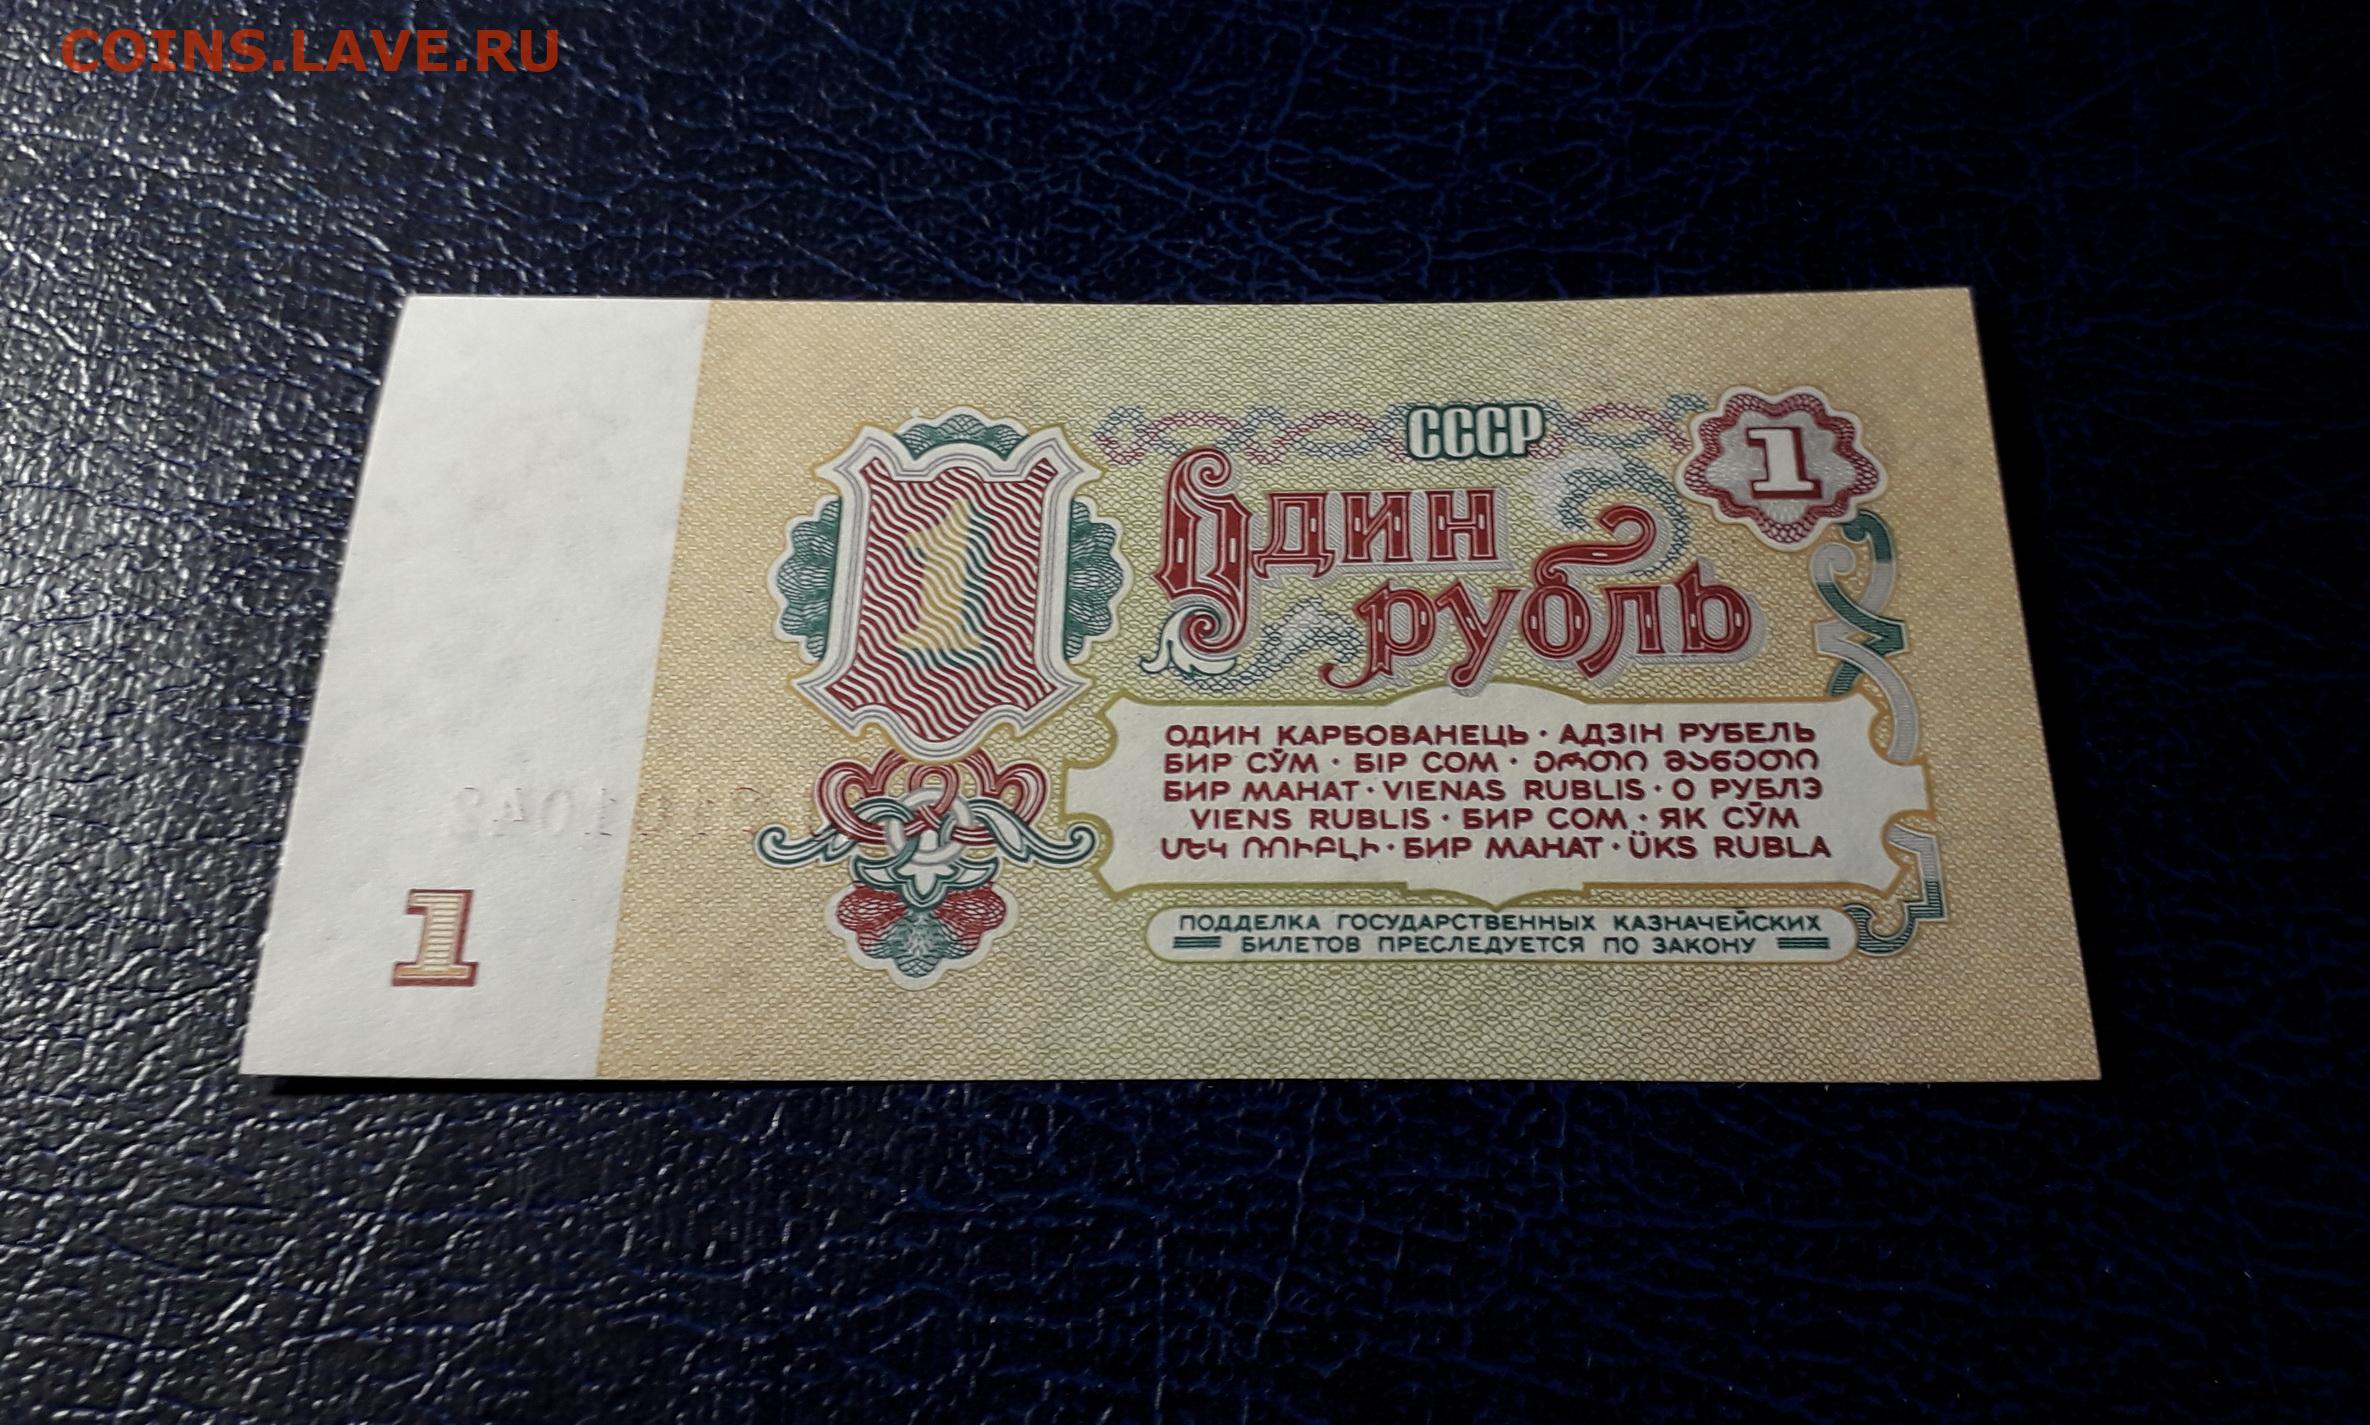 COINS.LAVE.RU
СССР
1
1
Один
рубль
ОДИН КАРБОВАНЕЦЬ · АДЗІН РУБЕЛЬ
БИР СЎМ · БІР СОМ · ერთი მანეთი
БИР МАНАТ · VIENAS RUBLIS · О РУБЛЭ
VIENS RUBLIS · БИР СОМ · ЯК СӮМ
ՄԵԿ ՌՈՒԲԼԻ · БИР МАНАТ · ÜKS RUBLA
1
ПОДДЕЛКА ГОСУДАРСТВЕННЫХ КАЗНАЧЕЙСКИХ
БИЛЕТОВ ПРЕСЛЕДУЕТСЯ ПО ЗАКОНУ